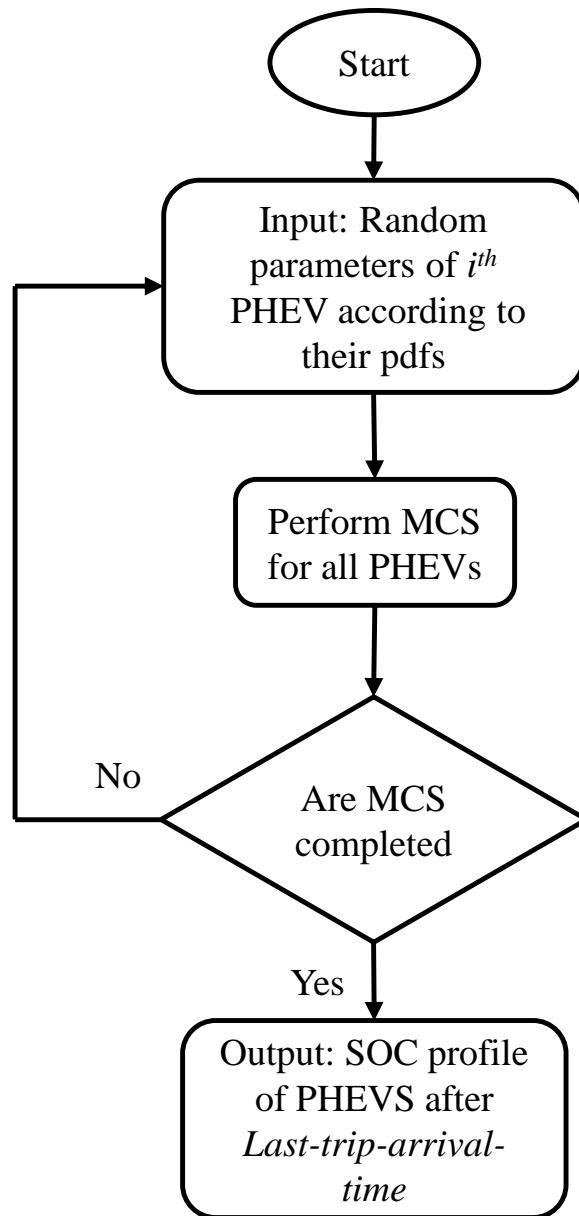 Start
Input: Random
parameters of i^th
PHEV according to
their pdfs
Perform MCS
for all PHEVs
No
Are MCS
completed
Yes
Output: SOC profile
of PHEVS after
Last-trip-arrival-
time